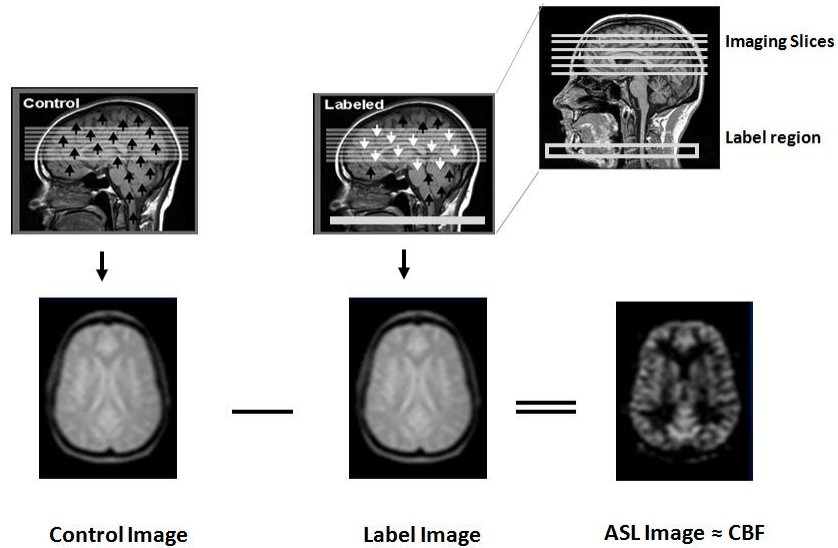 Imaging Slices
Control
Labeled
Label region
Control Image
Label Image
ASL Image ≈ CBF